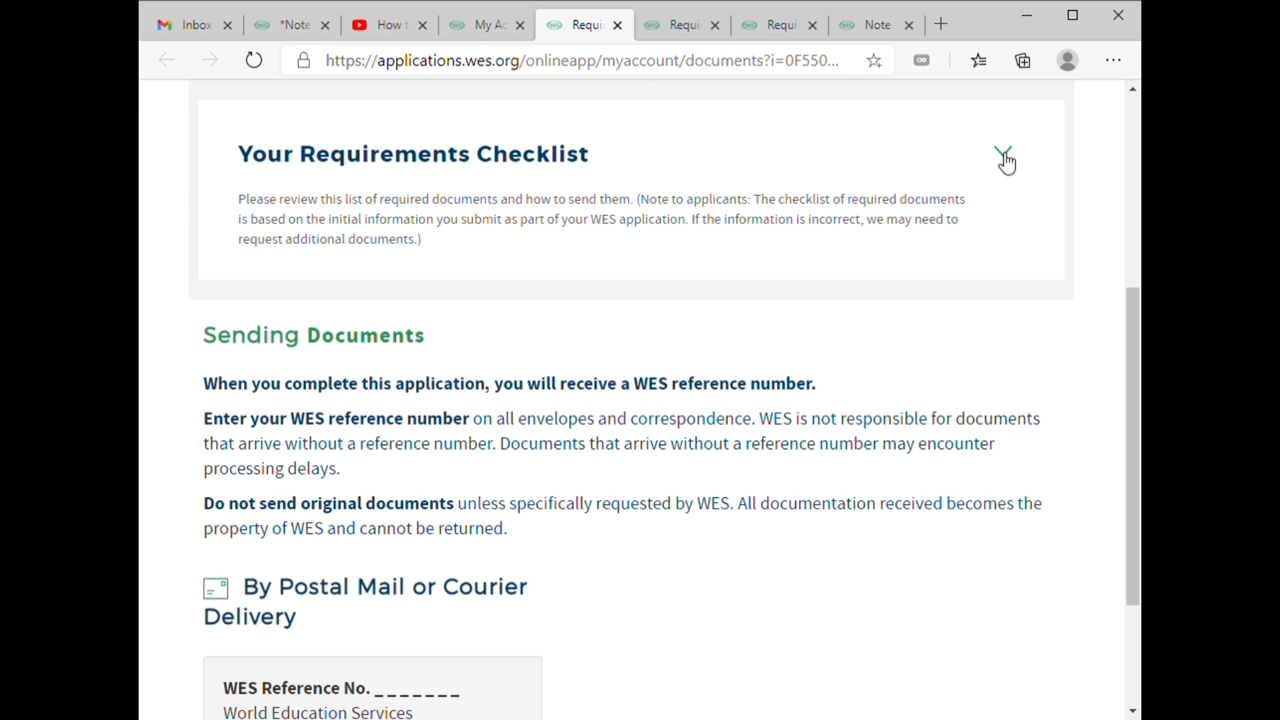 Inbox
*Note
How t
My Ac
Requi
Requi
Requi
Note
https://applications.wes.org/onlineapp/myaccount/documents?i=0F550...
Your Requirements Checklist
Please review this list of required documents and how to send them. (Note to applicants: The checklist of required documents
is based on the initial information you submit as part of your WES application. If the information is incorrect, we may need to
request additional documents.)
Sending Documents
When you complete this application, you will receive a WES reference number.
Enter your WES reference number on all envelopes and correspondence. WES is not responsible for documents
that arrive without a reference number. Documents that arrive without a reference number may encounter
processing delays.
Do not send original documents unless specifically requested by WES. All documentation received becomes the
property of WES and cannot be returned.
By Postal Mail or Courier
Delivery
WES Reference No. _ _ _ _ _ _ _
World Education Services